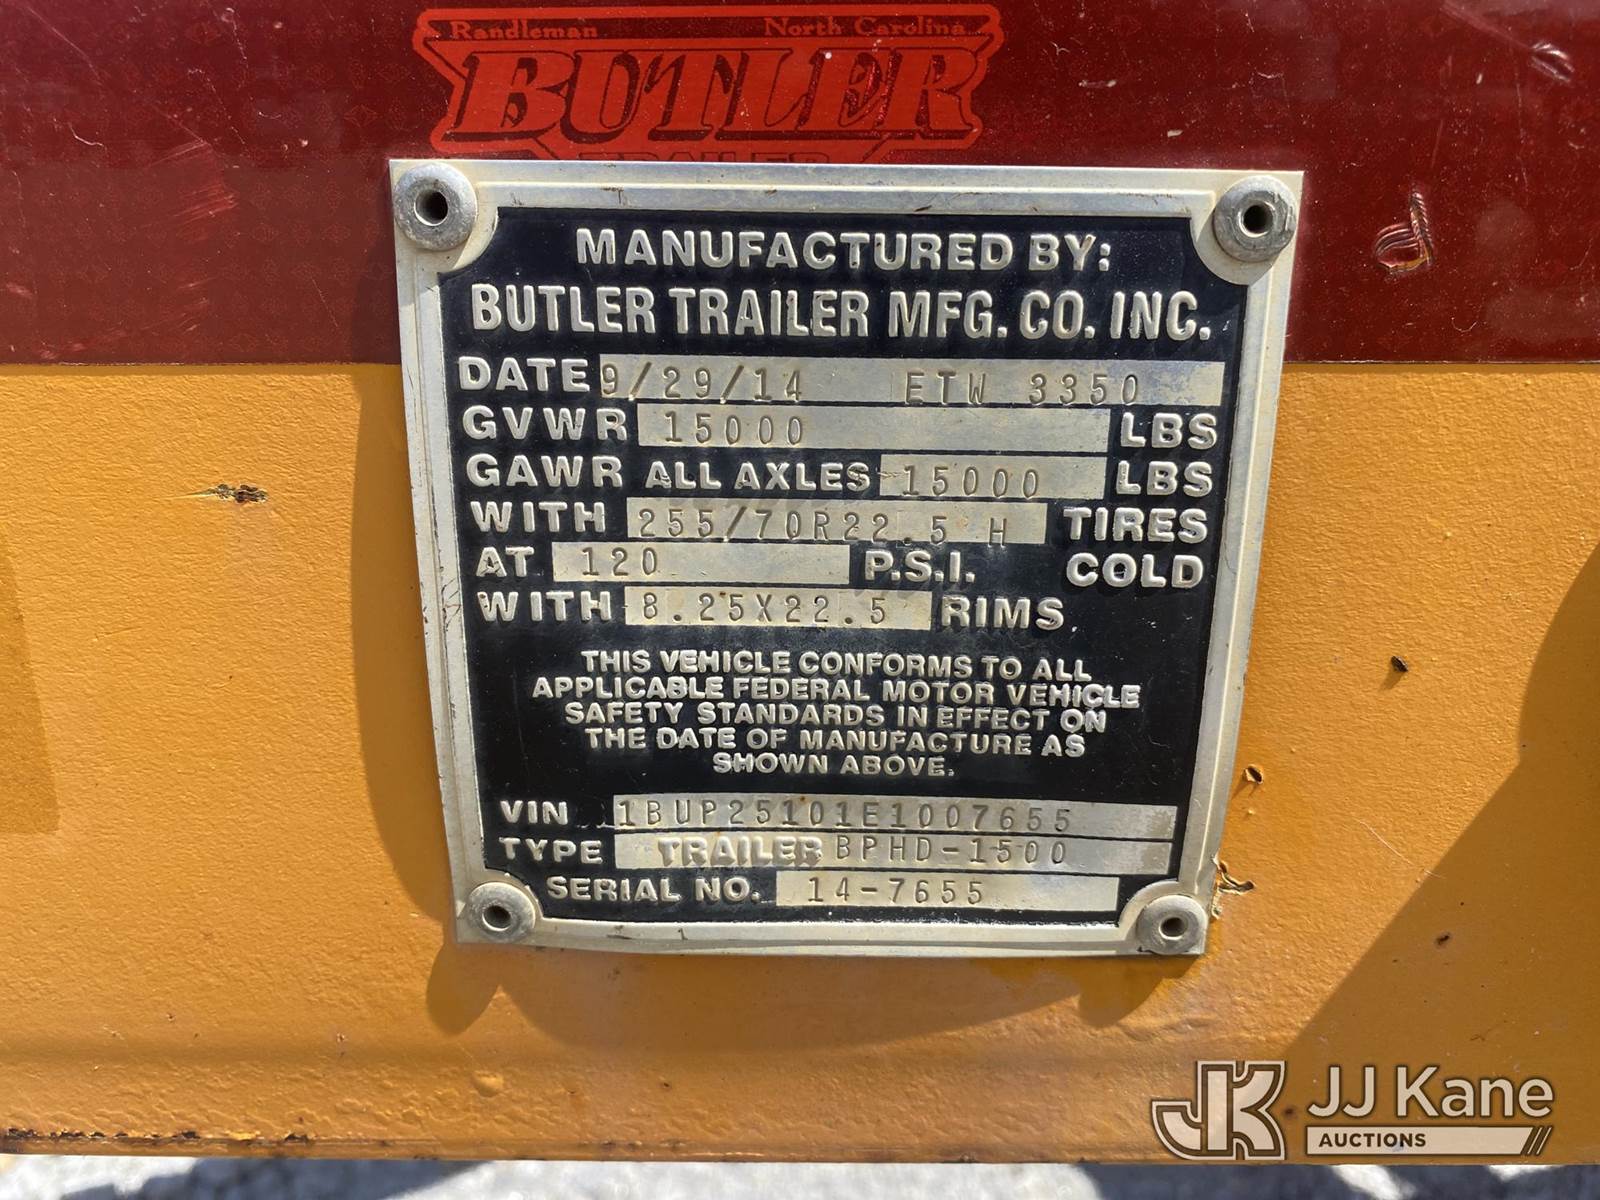 Randleman North Carolina
BUTLER
TRAILER
MANUFACTURED BY:
BUTLER TRAILER MFG. CO. INC.
DATE 9/29/14 ETW 3350
GVWR 15000 LBS
GAWR ALL AXLES 15000 LBS
WITH 255/70R22.5 H TIRES
AT 120 P.S.I. COLD
WITH 8.25X22.5 RIMS
THIS VEHICLE CONFORMS TO ALL
APPLICABLE FEDERAL MOTOR VEHICLE
SAFETY STANDARDS IN EFFECT ON
THE DATE OF MANUFACTURE AS
SHOWN ABOVE.
VIN 1BUP25101E1007655
TYPE TRAILER BPHD-1500
SERIAL NO. 14-7655
JK JJ Kane
AUCTIONS